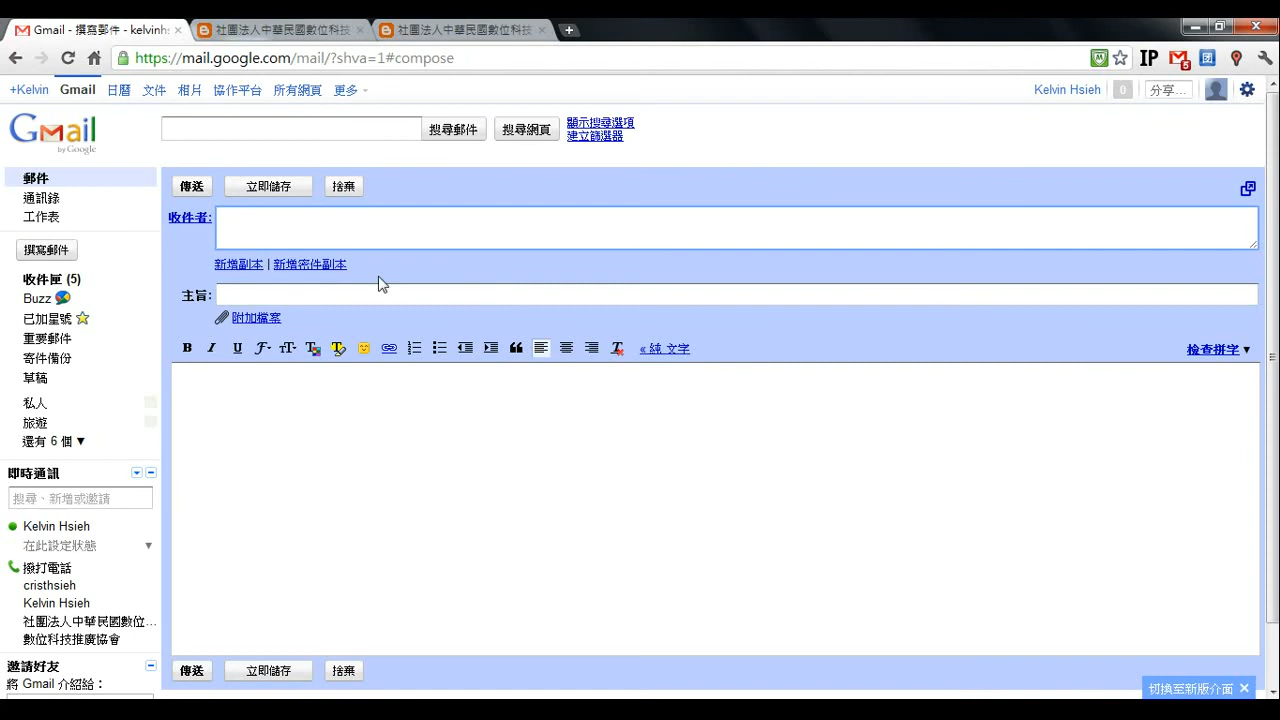 Gmail - 撰寫郵件 - kelvinhs
社團法人中華民國數位科技
社團法人中華民國數位科技
https://mail.google.com/mail/?shva=1#compose
IP
5
+Kelvin Gmail 日曆 文件 相片 協作平台 所有網頁 更多
Kelvin Hsieh 0 分享...
Gmail
by Google
搜尋郵件 搜尋網頁 顯示搜尋選項
建立篩選器
郵件
通訊錄
工作表
撰寫郵件
收件匣 (5)
Buzz
已加星號
重要郵件
寄件備份
草稿
私人
旅遊
還有 6 個▼
即時通訊
搜尋、新增或邀請
Kelvin Hsieh
在此設定狀態
撥打電話
cristhsieh
Kelvin Hsieh
社團法人中華民國數位...
數位科技推廣協會
邀請好友
將 Gmail 介紹給：
傳送 立即儲存 捨棄
收件者:
新增副本 | 新增密件副本
主旨:
附加檔案
B I U « 純文字 檢查拼字 ▼
傳送 立即儲存 捨棄
切換至新版介面 ✕